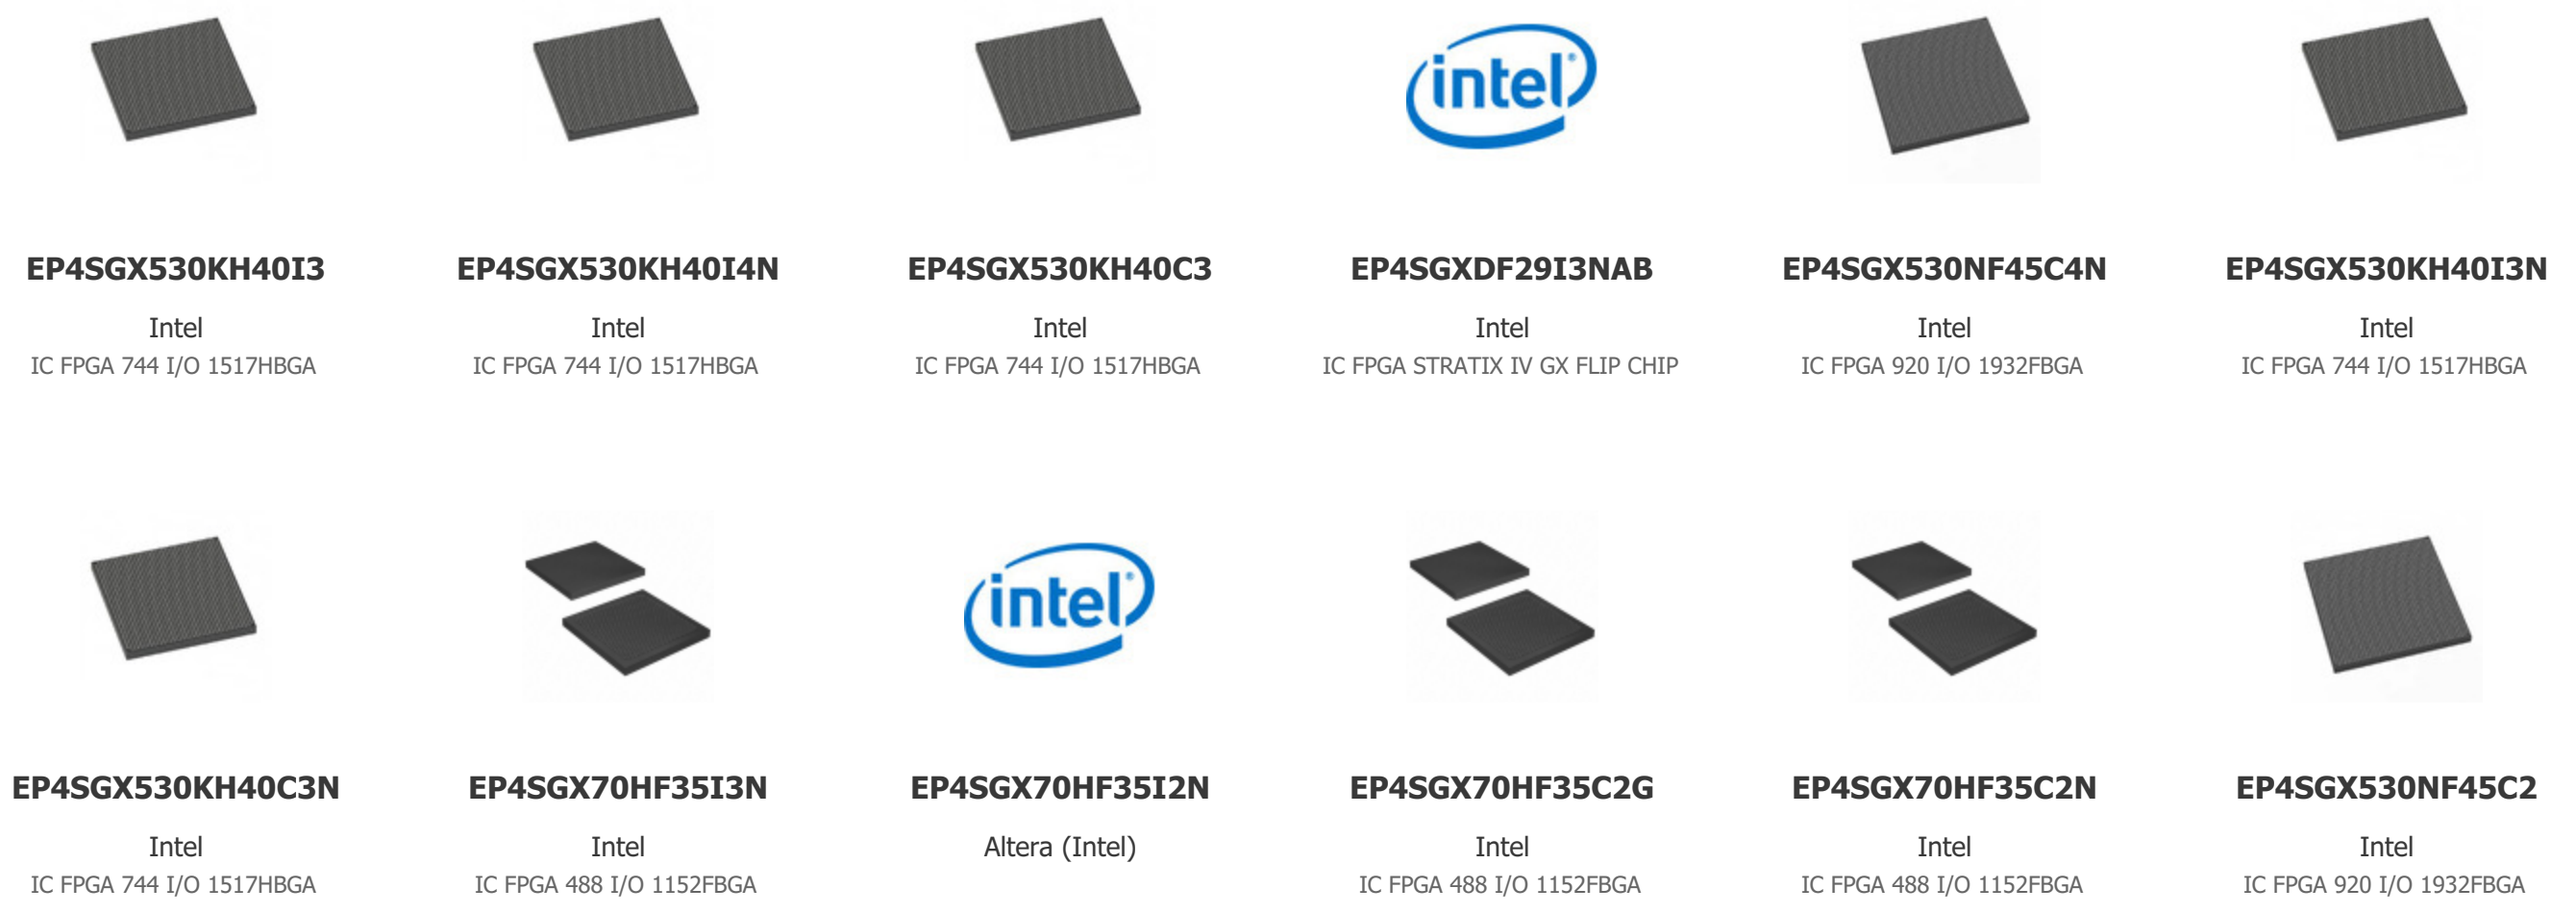 intel®
EP4SGX530KH40I3
Intel
IC FPGA 744 I/O 1517HBGA
EP4SGX530KH40I4N
Intel
IC FPGA 744 I/O 1517HBGA
EP4SGX530KH40C3
Intel
IC FPGA 744 I/O 1517HBGA
EP4SGXDF29I3NAB
Intel
IC FPGA STRATIX IV GX FLIP CHIP
EP4SGX530NF45C4N
Intel
IC FPGA 920 I/O 1932FBGA
EP4SGX530KH40I3N
Intel
IC FPGA 744 I/O 1517HBGA
intel®
EP4SGX530KH40C3N
Intel
IC FPGA 744 I/O 1517HBGA
EP4SGX70HF35I3N
Intel
IC FPGA 488 I/O 1152FBGA
EP4SGX70HF35I2N
Altera (Intel)
EP4SGX70HF35C2G
Intel
IC FPGA 488 I/O 1152FBGA
EP4SGX70HF35C2N
Intel
IC FPGA 488 I/O 1152FBGA
EP4SGX530NF45C2
Intel
IC FPGA 920 I/O 1932FBGA